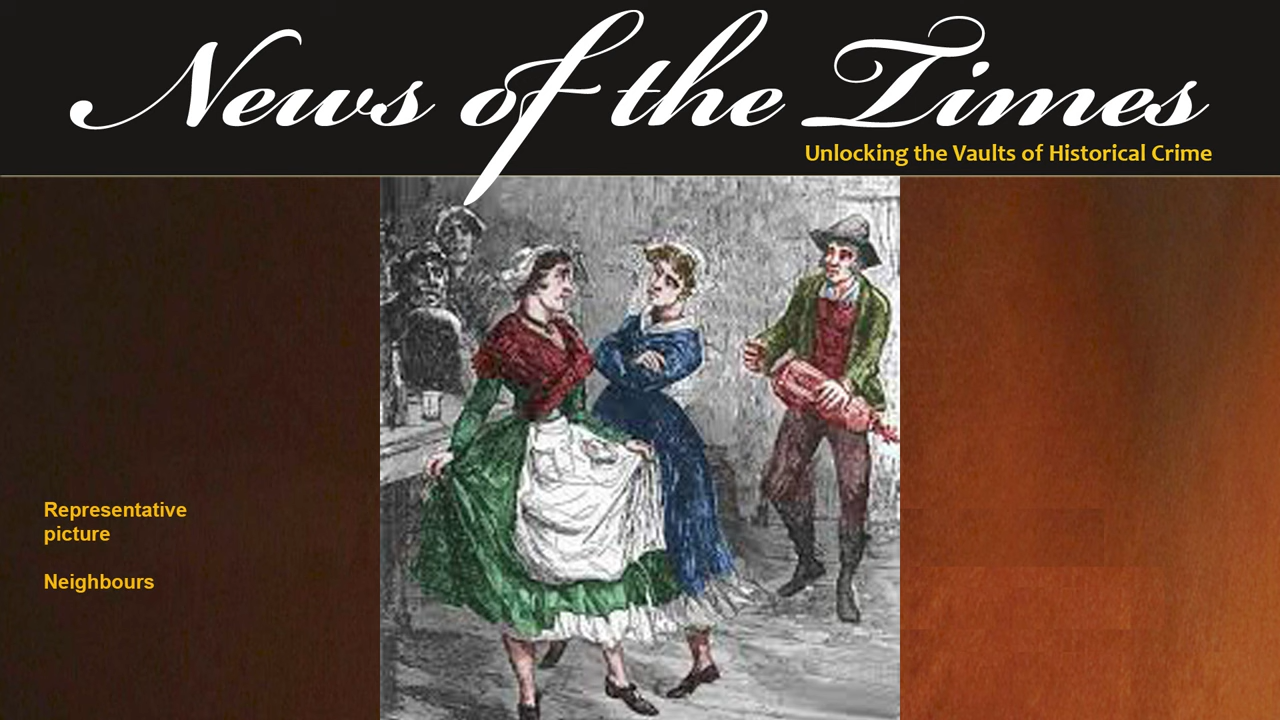 News of the Times
Unlocking the Vaults of Historical Crime
Representative
picture
Neighbours